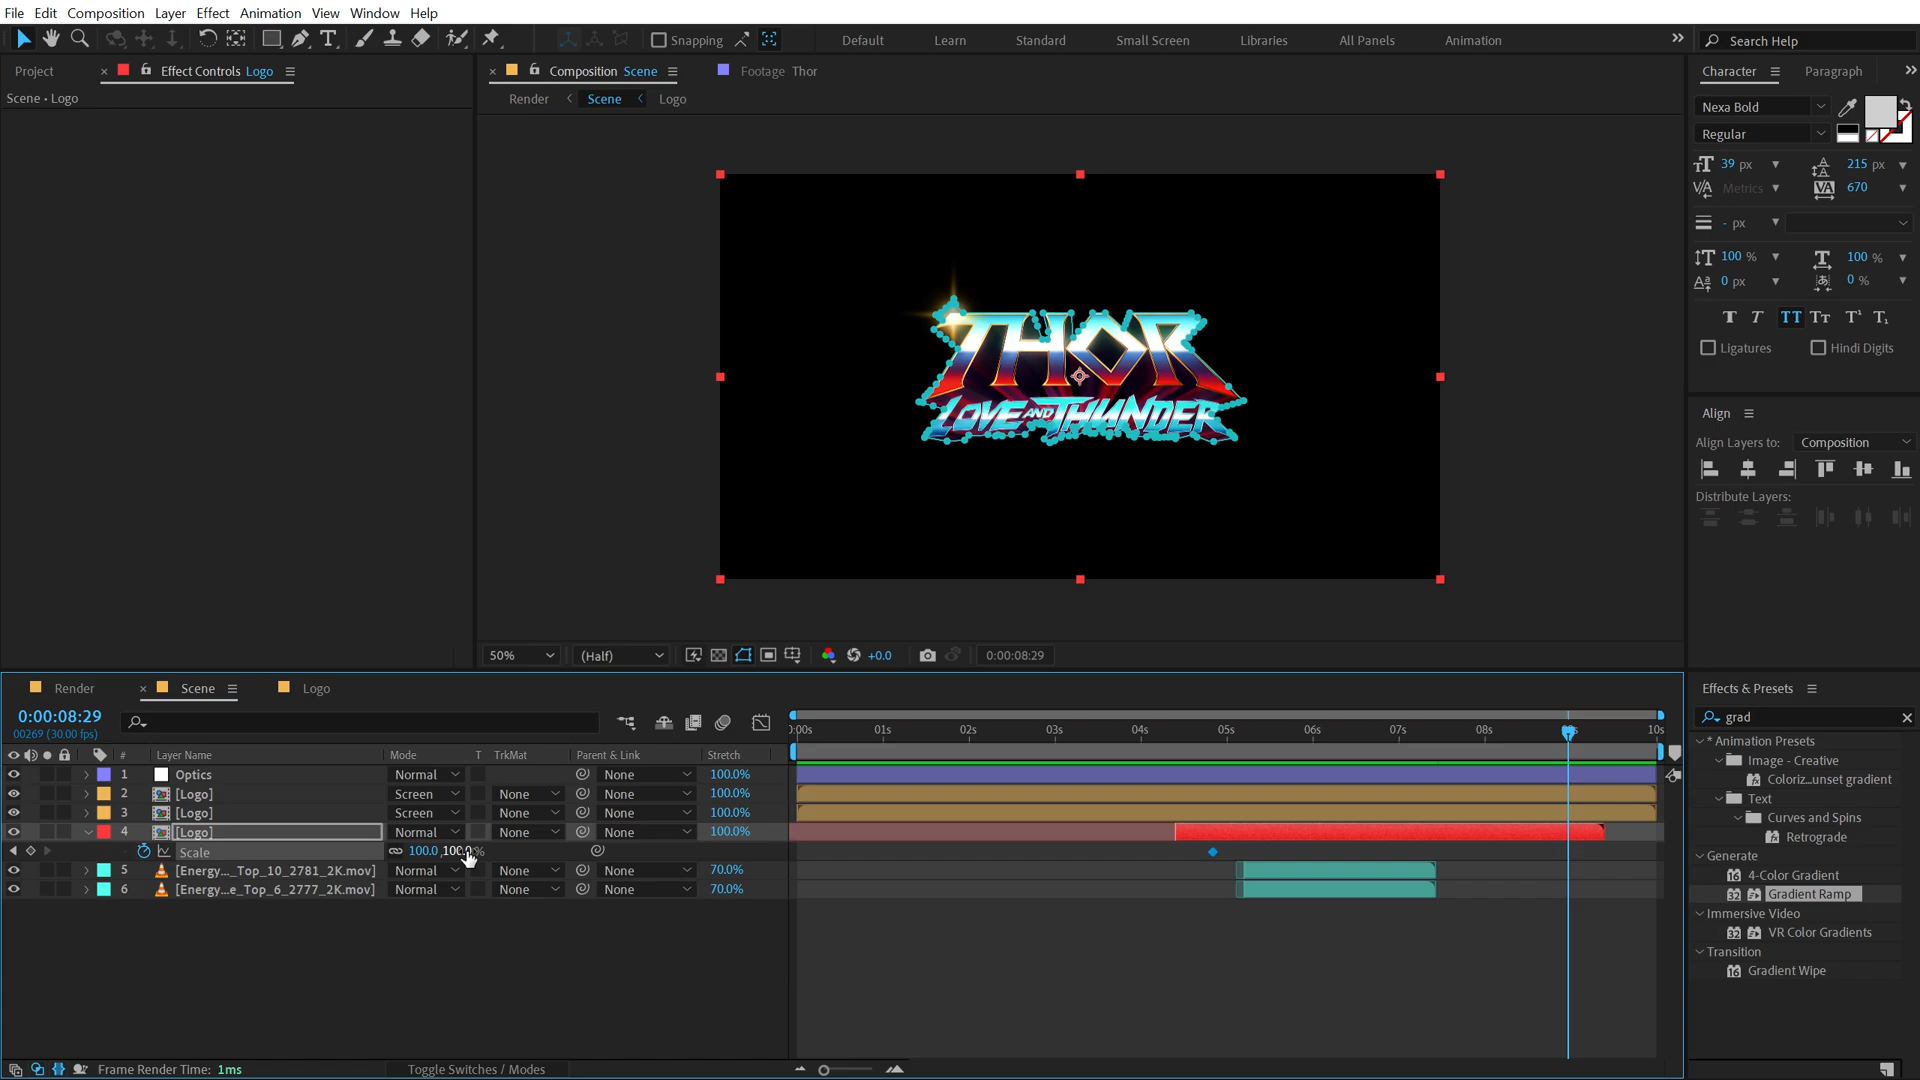 File Edit Composition Layer Effect Animation View Window Help
Snapping Default Learn Standard Small Screen Libraries All Panels Animation Search Help
Project Effect Controls Logo Composition Scene Footage Thor Character Paragraph
Scene • Logo Render Scene Logo
Nexa Bold
Regular
39 px 215 px
Metrics 670
- px
100 % 100 %
0 px 0 %
Ligatures Hindi Digits
THOR
LOVE AND THUNDER
Align
Align Layers to: Composition
Distribute Layers:
50% (Half) +0.0 0:00:08:29
Render Scene Logo
0:00:08:29
00269 (30.00 fps)
0:00s 01s 02s 03s 04s 05s 06s 07s 08s 10s
# Layer Name Mode T TrkMat Parent & Link Stretch
1 Optics Normal None 100.0%
2 [Logo] Screen None None 100.0%
3 [Logo] Screen None None 100.0%
4 [Logo] Normal None None 100.0%
Scale 100.0,100.0%
5 [Energy..._Top_10_2781_2K.mov] Normal None None 70.0%
6 [Energy...e_Top_6_2777_2K.mov] Normal None None 70.0%
Frame Render Time: 1ms Toggle Switches / Modes
Effects & Presets
grad
* Animation Presets
Image - Creative
Coloriz...unset gradient
Text
Curves and Spins
Retrograde
Generate
4-Color Gradient
Gradient Ramp
Immersive Video
VR Color Gradients
Transition
Gradient Wipe